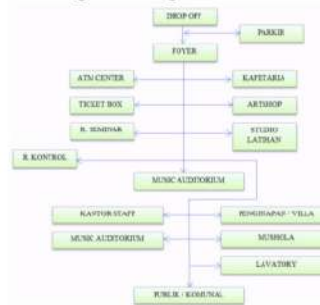 DROP OFF
PARKIR
FOYER
ATM CENTER
KAFETARIA
TICKET BOX
ARTSHOP
R. SEMINAR
STUDIO
LATIHAN
R. KONTROL
MUSIC AUDITORIUM
KANTOR STAFF
PENGINAPAN / VILLA
MUSIC AUDITORIUM
MUSHOLA
LAVATORY
PUBLIK / KOMUNAL